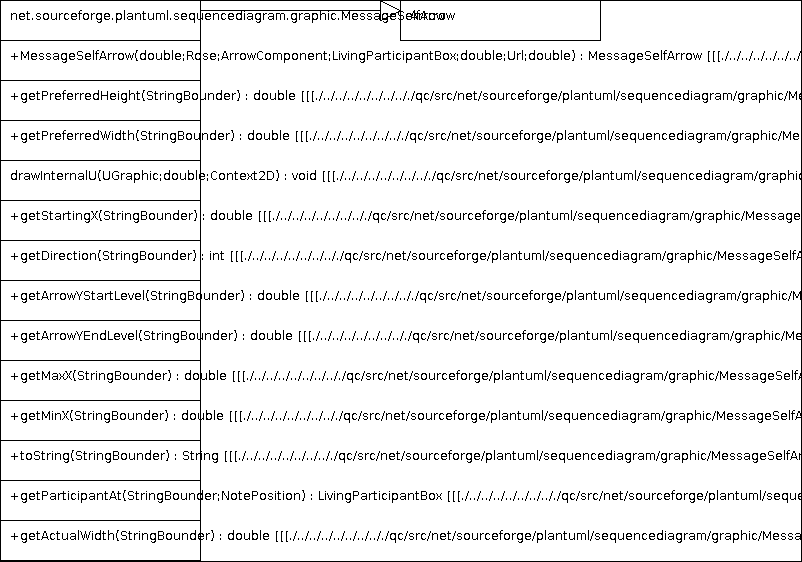 net.sourceforge.plantuml.sequencediagram.graphic.MessageSelfArrow
Arrow
+MessageSelfArrow(double;Rose;ArrowComponent;LivingParticipantBox;double;Url;double) : MessageSelfArrow [[[./../../../../../../../
+getPreferredHeight(StringBounder) : double [[[./../../../../../../../../qc/src/net/sourceforge/plantuml/sequencediagram/graphic/Me
+getPreferredWidth(StringBounder) : double [[[./../../../../../../../../qc/src/net/sourceforge/plantuml/sequencediagram/graphic/Me
drawInternalU(UGraphic;double;Context2D) : void [[[./../../../../../../../../qc/src/net/sourceforge/plantuml/sequencediagram/graphic
+getStartingX(StringBounder) : double [[[./../../../../../../../../qc/src/net/sourceforge/plantuml/sequencediagram/graphic/Message
+getDirection(StringBounder) : int [[[./../../../../../../../../qc/src/net/sourceforge/plantuml/sequencediagram/graphic/MessageSelfA
+getArrowYStartLevel(StringBounder) : double [[[./../../../../../../../../qc/src/net/sourceforge/plantuml/sequencediagram/graphic/M
+getArrowYEndLevel(StringBounder) : double [[[./../../../../../../../../qc/src/net/sourceforge/plantuml/sequencediagram/graphic/Me
+getMaxX(StringBounder) : double [[[./../../../../../../../../qc/src/net/sourceforge/plantuml/sequencediagram/graphic/MessageSelfA
+getMinX(StringBounder) : double [[[./../../../../../../../../qc/src/net/sourceforge/plantuml/sequencediagram/graphic/MessageSelfA
+toString(StringBounder) : String [[[./../../../../../../../../qc/src/net/sourceforge/plantuml/sequencediagram/graphic/MessageSelfAr
+getParticipantAt(StringBounder;NotePosition) : LivingParticipantBox [[[./../../../../../../../../qc/src/net/sourceforge/plantuml/seque
+getActualWidth(StringBounder) : double [[[./../../../../../../../../qc/src/net/sourceforge/plantuml/sequencediagram/graphic/Messa